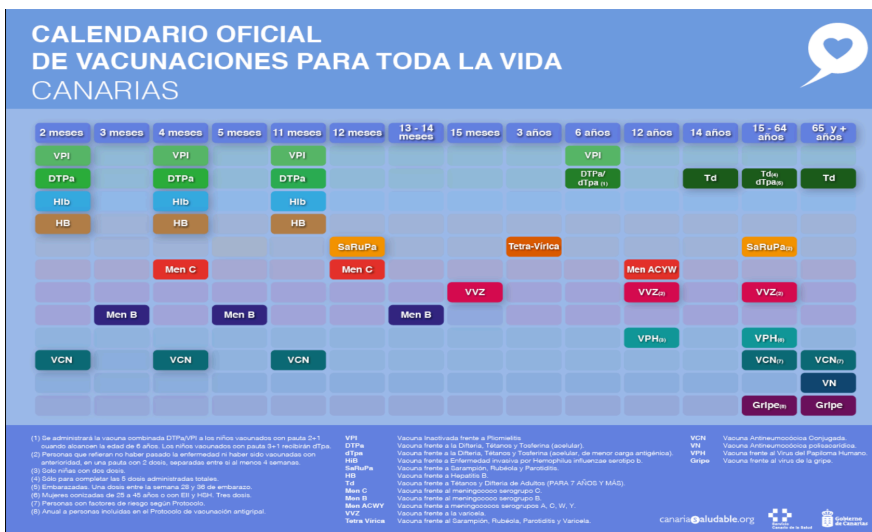 CALENDARIO OFICIAL
DE VACUNACIONES PARA TODA LA VIDA
CANARIAS
2 meses 3 meses 4 meses 5 meses 11 meses 12 meses 13 - 14 meses 15 meses 3 años 6 años 12 años 14 años 15 - 64 años 65 y + años
VPI VPI VPI VPI
DTPa DTPa DTPa DTPa/ dTpa (1) Td Td(4) dTpa(5) Td
HIb HIb HIb
HB HB HB
SaRuPa Tetra-Vírica SaRuPa(2)
Men C Men C Men ACYW
VVZ VVZ(2) VVZ(2)
Men B Men B Men B
VPH(3) VPH(6)
VCN VCN VCN VCN(7) VCN(7)
VN
Gripe(8) Gripe
(1) Se administrará la vacuna combinada DTPa/VPI a los niños vacunados con pauta 2+1
cuando alcancen la edad de 6 años. Los niños vacunados con pauta 3+1 recibirán dTpa.
(2) Personas que refieran no haber pasado la enfermedad ni haber sido vacunadas con
anterioridad, en una pauta con 2 dosis, separadas entre sí al menos 4 semanas.
(3) Solo niñas con dos dosis.
(4) Sólo para completar las 5 dosis administradas totales.
(5) Embarazadas. Una dosis entre la semana 28 y 36 de embarazo.
(6) Mujeres conizadas de 25 a 45 años o con EII y HSH. Tres dosis.
(7) Personas con factores de riesgo según Protocolo.
(8) Anual a personas incluidas en el Protocolo de vacunación antigripal.
VPI Vacuna Inactivada frente a Pliomielitis
DTPa Vacuna frente a la Difteria, Tétanos y Tosferina (acelular).
dTpa Vacuna frente a la Difteria, Tétanos y Tosferina (acelular, de menor carga antigénica).
HiB Vacuna frente a Enfermedad invasiva por Hemophilus influenzae serotipo b.
HB Vacuna frente a Hepatitis B.
SaRuPa Vacuna frente a Sarampión, Rubéola y Parotiditis.
Td Vacuna frente a Tétanos y Difteria de Adultos (PARA 7 AÑOS Y MÁS).
Men C Vacuna frente al meningococo serogrupo C.
Men B Vacuna frente al meningococo serogrupo B.
Men ACYW Vacuna frente a meningococos serogrupos A, C, W, Y.
VVZ Vacuna frente a la varicela.
Tetra Vírica Vacuna frente al Sarampión, Rubéola, Parotiditis y Varicela.
VCN Vacuna Antineumocócica Conjugada.
VN Vacuna Antineumocócica polisacarídica.
VPH Vacuna frente al Virus del Papiloma Humano.
Gripe Vacuna frente al virus de la gripe.
canariasaludable.org
Servicio Canario de la Salud
Gobierno
de Canarias